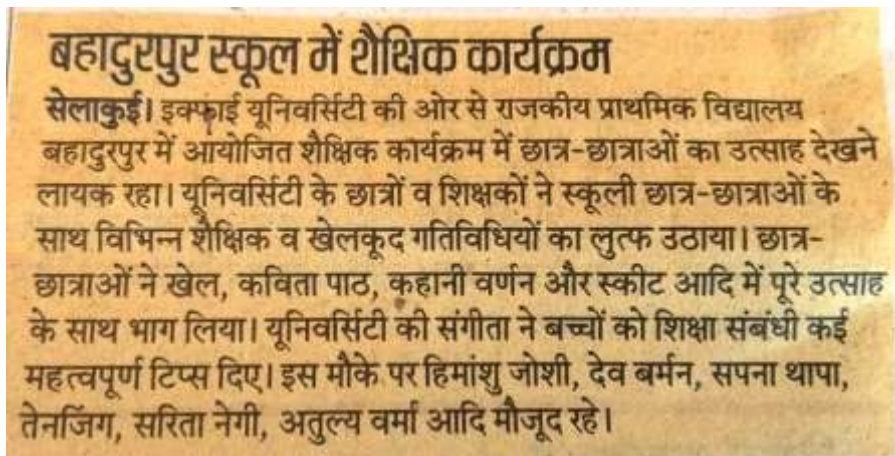 बहादुरपुर स्कूल में शैक्षिक कार्यक्रम
सेलाकुई। इक्फाई यूनिवर्सिटी की ओर से राजकीय प्राथमिक विद्यालय
बहादुरपुर में आयोजित शैक्षिक कार्यक्रम में छात्र-छात्राओं का उत्साह देखने
लायक रहा। यूनिवर्सिटी के छात्रों व शिक्षकों ने स्कूली छात्र-छात्राओं के
साथ विभिन्न शैक्षिक व खेलकूद गतिविधियों का लुत्फ उठाया। छात्र-
छात्राओं ने खेल, कविता पाठ, कहानी वर्णन और स्कीट आदि में पूरे उत्साह
के साथ भाग लिया। यूनिवर्सिटी की संगीता ने बच्चों को शिक्षा संबंधी कई
महत्वपूर्ण टिप्स दिए। इस मौके पर हिमांशु जोशी, देव बर्मन, सपना थापा,
तेनजिंग, सरिता नेगी, अतुल्य वर्मा आदि मौजूद रहे।